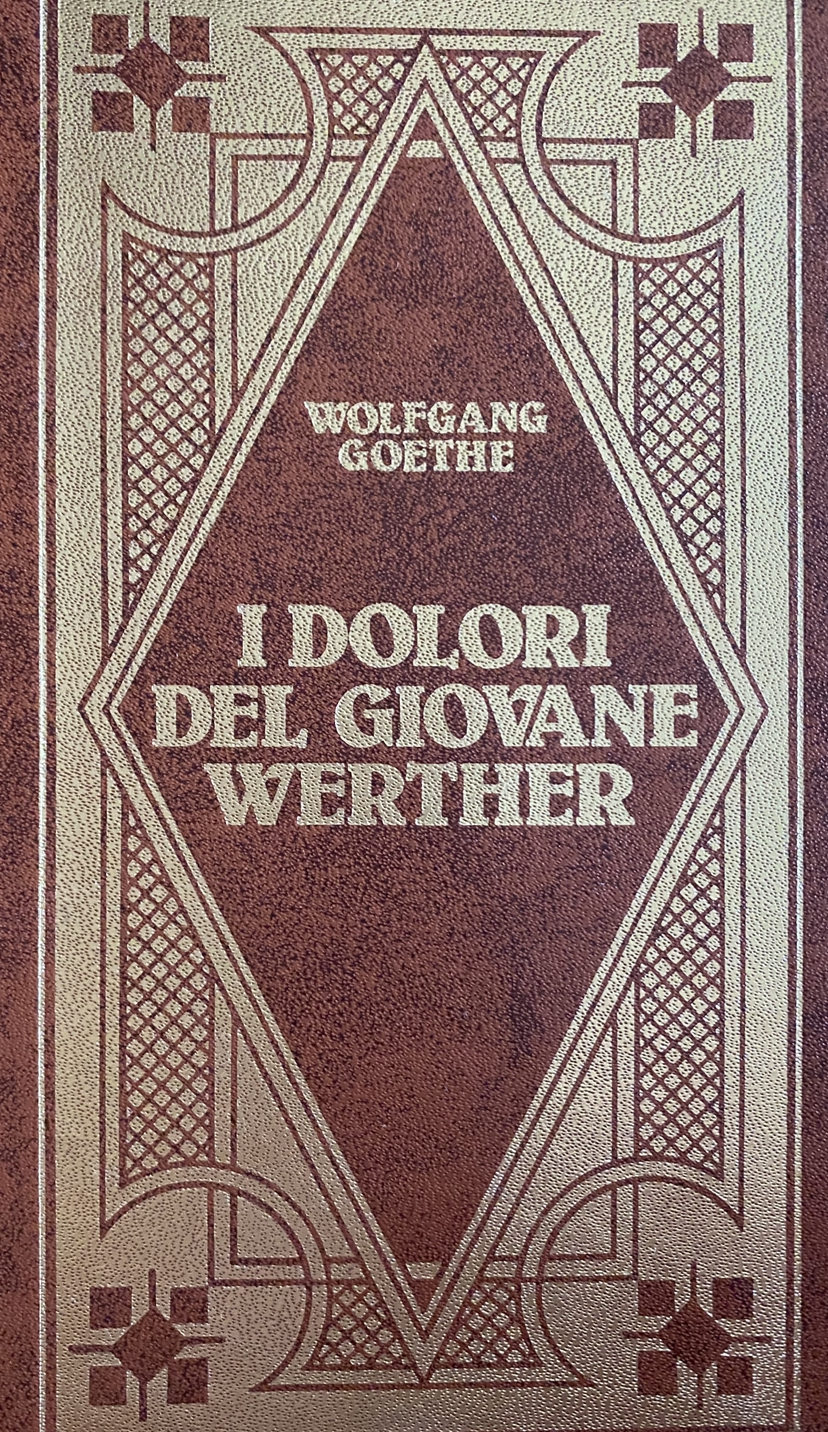 WOLFGANG
GOETHE
I DOLORI
DEL GIOVANE
WERTHER